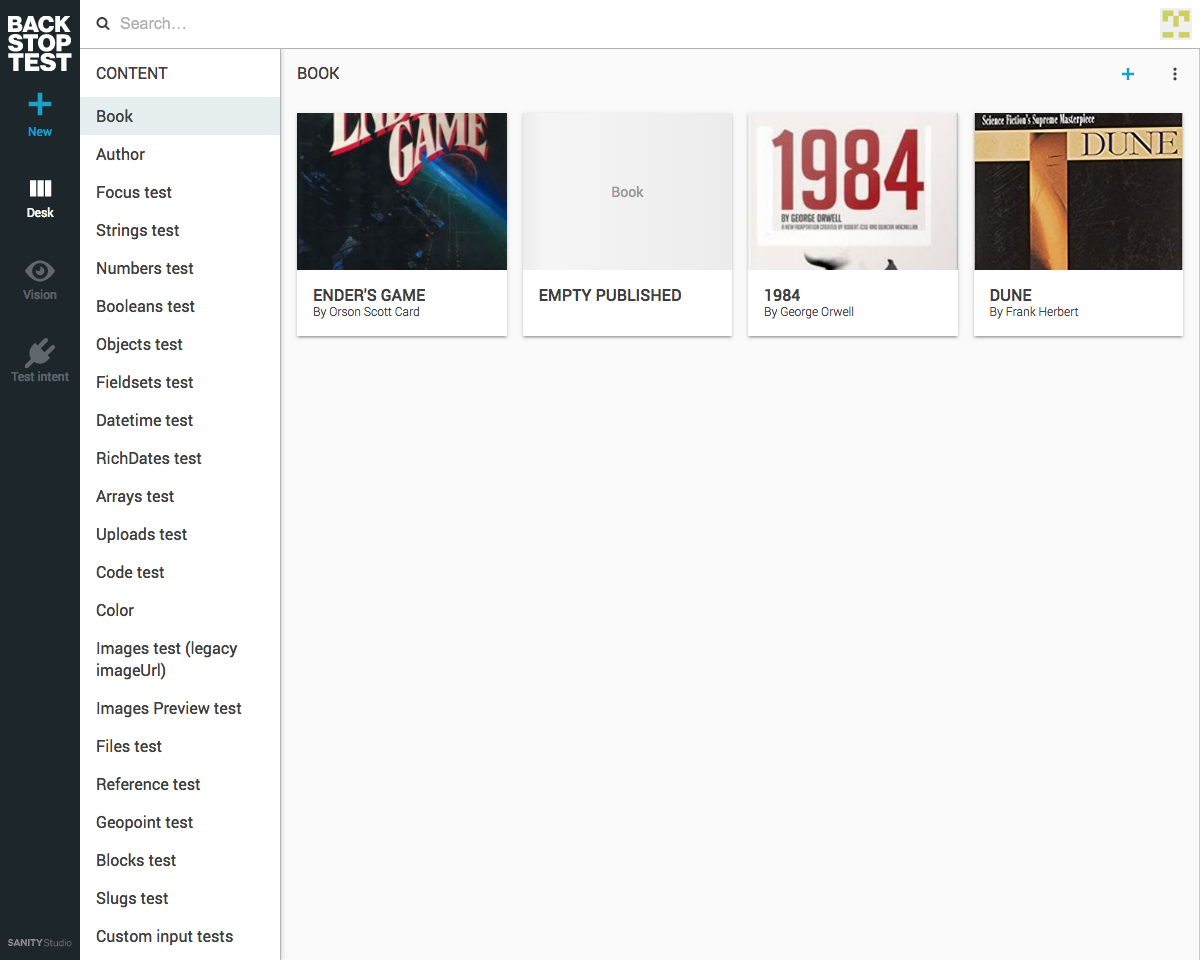 BACK
STOP
TEST
Search...
New
Desk
Vision
Test intent
SANITY Studio
CONTENT
Book
Author
Focus test
Strings test
Numbers test
Booleans test
Objects test
Fieldsets test
Datetime test
RichDates test
Arrays test
Uploads test
Code test
Color
Images test (legacy
imageUrl)
Images Preview test
Files test
Reference test
Geopoint test
Blocks test
Slugs test
Custom input tests
BOOK
GAME
ENDER'S GAME
By Orson Scott Card
Book
EMPTY PUBLISHED
1984
BY GEORGE ORWELL
A NEW ADAPTATION CREATED BY ROBERT ICKE AND DUNCAN MACMILLAN
1984
By George Orwell
Science Fiction's Supreme Masterpiece
DUNE
DUNE
By Frank Herbert